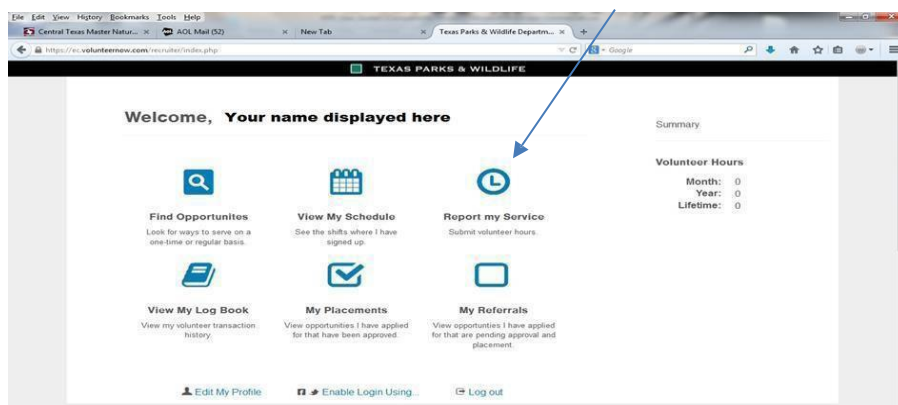 File Edit View History Bookmarks Tools Help
Central Texas Master Natur... × AOL Mail (52) × New Tab × Texas Parks & Wildlife Departm... × +
https://ec.volunteernow.com/recruiter/index.php Google
TEXAS PARKS & WILDLIFE
Welcome, Your name displayed here
Summary
Volunteer Hours
Month: 0
Year: 0
Lifetime: 0
Find Opportunites
Look for ways to serve on a
one-time or regular basis.
View My Schedule
See the shifts where I have
signed up.
Report my Service
Submit volunteer hours.
View My Log Book
View my volunteer transaction
history.
My Placements
View opportunities I have applied
for that have been approved.
My Referrals
View opportunties I have applied
for that are pending approval and
placement.
Edit My Profile
Enable Login Using...
Log out